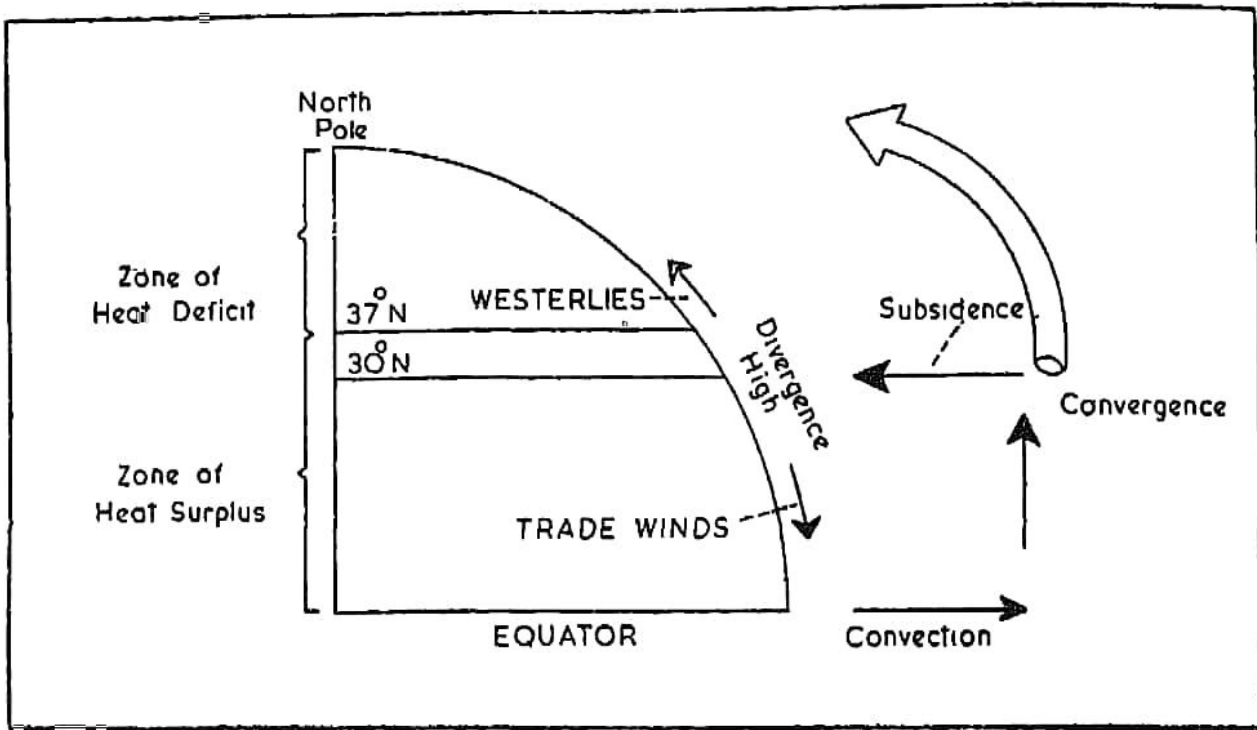 North
Pole
Zone of
Heat Deficit
37°N
WESTERLIES
30°N
Divergence
High
Subsidence
Convergence
Zone of
Heat Surplus
TRADE WINDS
EQUATOR
Convection